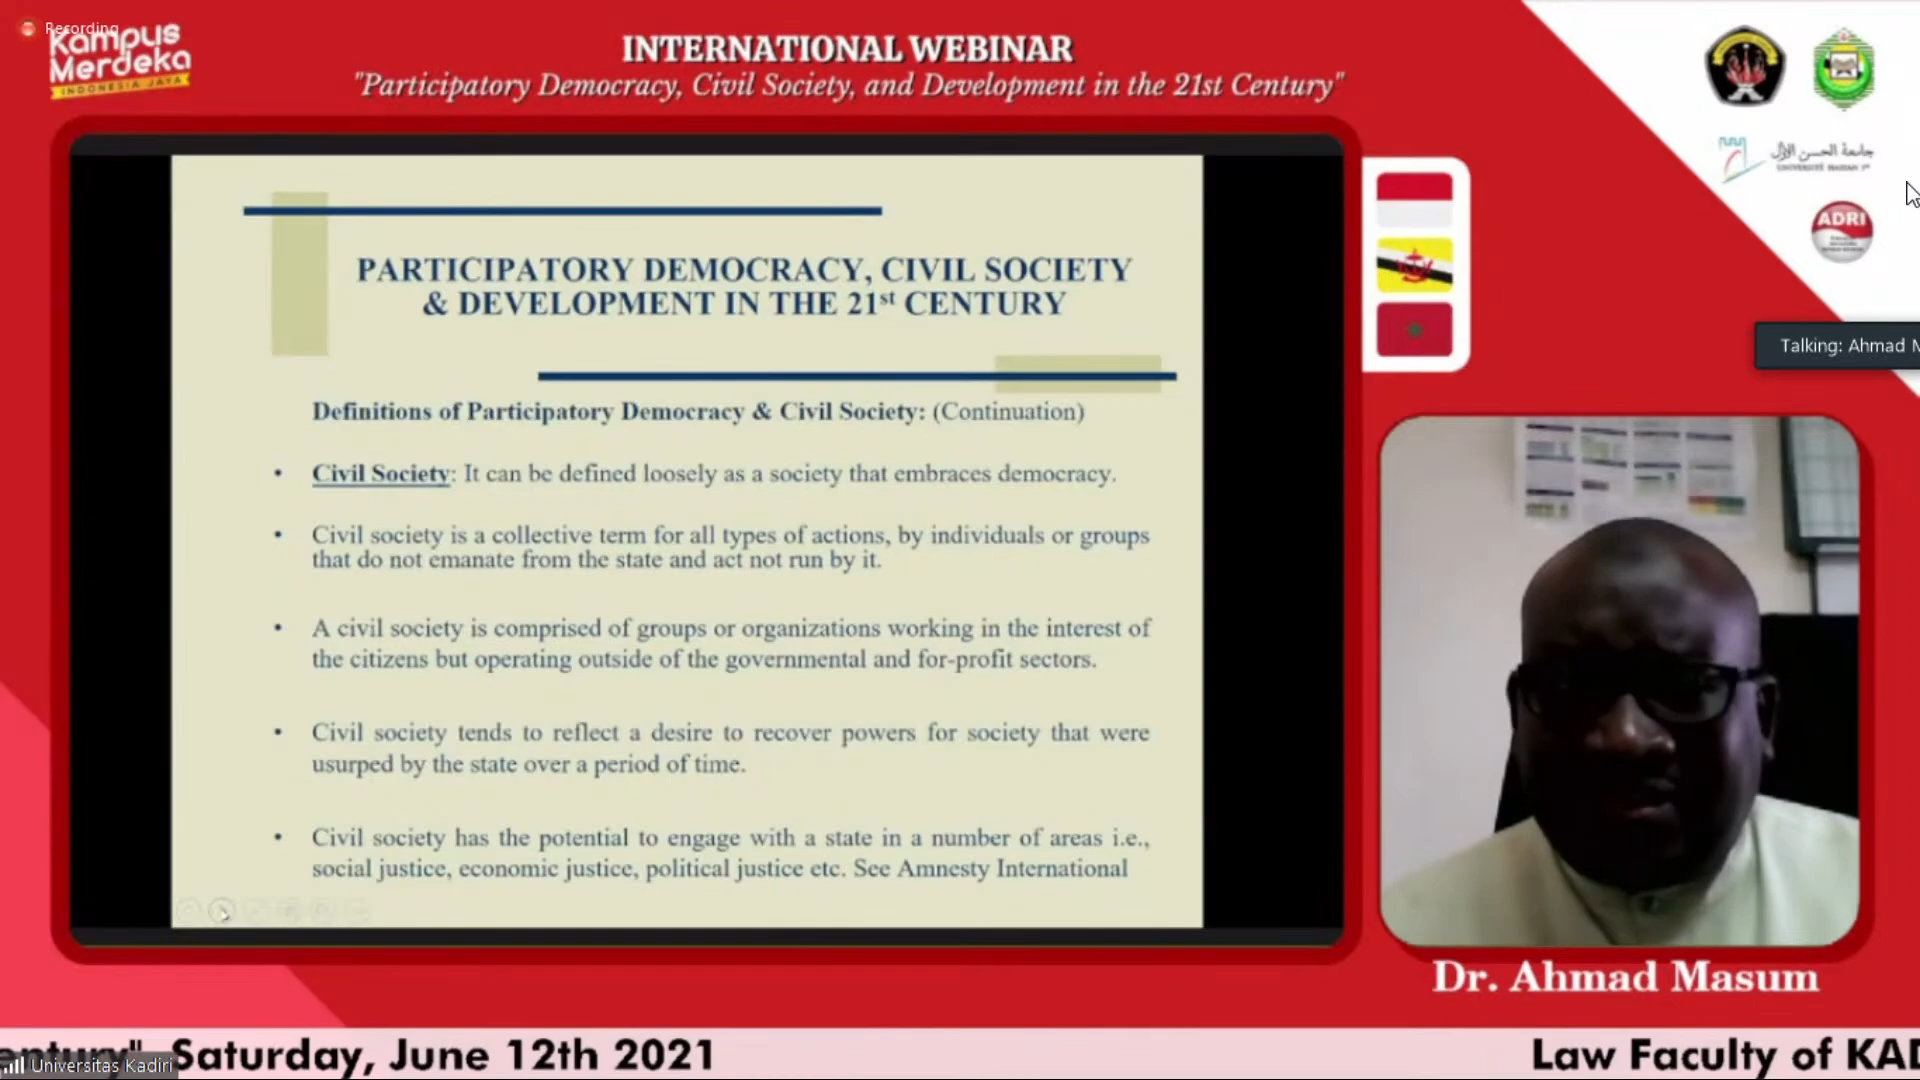 Recording
Kampus
Merdeka
INDONESIA JAYA
INTERNATIONAL WEBINAR
"Participatory Democracy, Civil Society, and Development in the 21st Century"
جامعة الحسن الأول
UNIVERSITÉ HASSAN 1er
ADRI
PARTICIPATORY DEMOCRACY, CIVIL SOCIETY
& DEVELOPMENT IN THE 21st CENTURY
Talking: Ahmad M
Definitions of Participatory Democracy & Civil Society: (Continuation)
• Civil Society: It can be defined loosely as a society that embraces democracy.
• Civil society is a collective term for all types of actions, by individuals or groups
that do not emanate from the state and act not run by it.
• A civil society is comprised of groups or organizations working in the interest of
the citizens but operating outside of the governmental and for-profit sectors.
• Civil society tends to reflect a desire to recover powers for society that were
usurped by the state over a period of time.
• Civil society has the potential to engage with a state in a number of areas i.e.,
social justice, economic justice, political justice etc. See Amnesty International
Dr. Ahmad Masum
entury" Saturday, June 12th 2021
Law Faculty of KAD
Universitas Kadiri